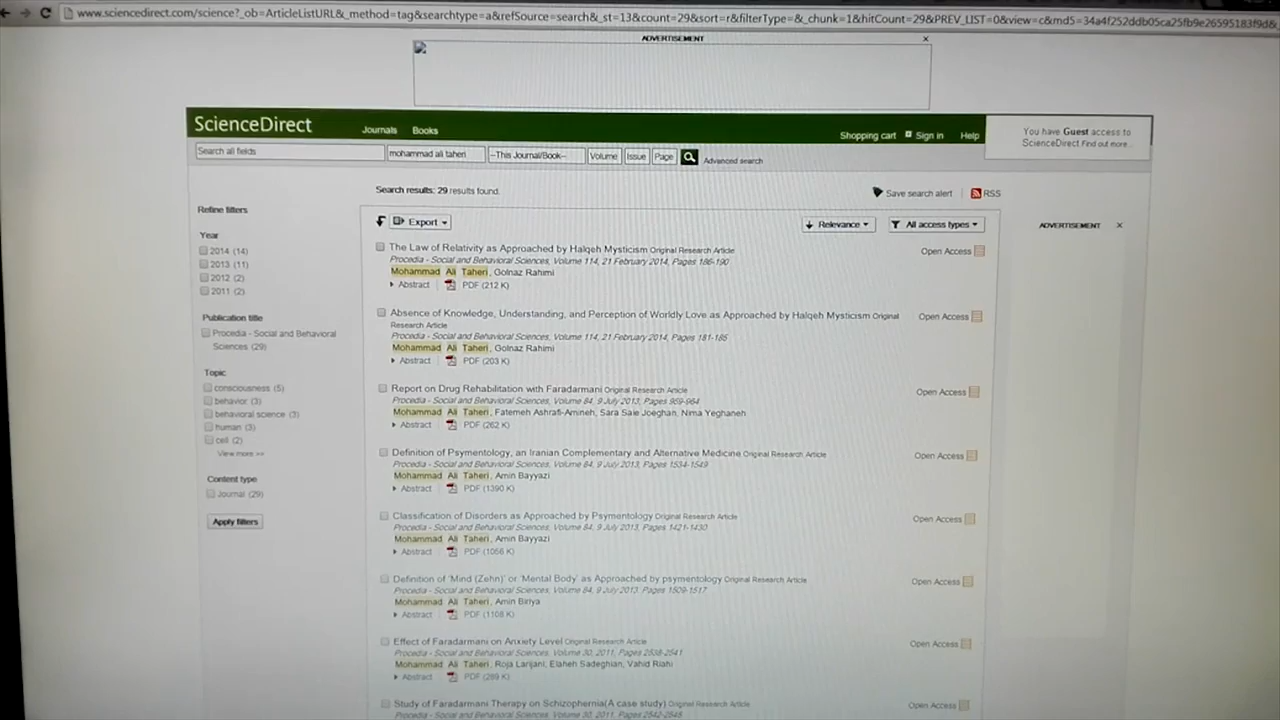 www.sciencedirect.com/science?_ob=ArticleListURL&_method=tag&searchtype=a&refSource=search&_st=13&count=29&sort=r&filterType=&_chunk=1&hitCount=29&PREV_LIST=0&view=c&md5=34a4f252ddb05ca25fb9e26595183f9d&
ADVERTISEMENT
ScienceDirect
Journals Books
Shopping cart Sign in Help
You have Guest access to
ScienceDirect Find out more...
Search all fields
mohammad ali taheri
--This Journal/Book--
Volume
Issue
Page
Advanced search
Search results: 29 results found.
Save search alert
RSS
Refine filters
Year
2014 (14)
2013 (11)
2012 (2)
2011 (2)
Publication title
Procedia - Social and Behavioral
Sciences (29)
Topic
consciousness (5)
behavior (3)
behavioral science (3)
human (3)
cell (2)
View more >>
Content type
Journal (29)
Apply filters
Export
Relevance
All access types
ADVERTISEMENT
The Law of Relativity as Approached by Halqeh Mysticism Original Research Article
Open Access
Procedia - Social and Behavioral Sciences, Volume 114, 21 February 2014, Pages 186-190
Mohammad Ali Taheri, Golnaz Rahimi
Abstract PDF (212 K)
Absence of Knowledge, Understanding, and Perception of Worldly Love as Approached by Halqeh Mysticism Original
Open Access
Research Article
Procedia - Social and Behavioral Sciences, Volume 114, 21 February 2014, Pages 181-185
Mohammad Ali Taheri, Golnaz Rahimi
Abstract PDF (203 K)
Report on Drug Rehabilitation with Faradarmani Original Research Article
Open Access
Procedia - Social and Behavioral Sciences, Volume 84, 9 July 2013, Pages 959-964
Mohammad Ali Taheri, Fatemeh Ashrafi-Amineh, Sara Saie Joeghan, Nima Yeghaneh
Abstract PDF (262 K)
Definition of Psymentology, an Iranian Complementary and Alternative Medicine Original Research Article
Open Access
Procedia - Social and Behavioral Sciences, Volume 84, 9 July 2013, Pages 1534-1549
Mohammad Ali Taheri, Amin Bayyazi
Abstract PDF (1390 K)
Classification of Disorders as Approached by Psymentology Original Research Article
Open Access
Procedia - Social and Behavioral Sciences, Volume 84, 9 July 2013, Pages 1421-1430
Mohammad Ali Taheri, Amin Bayyazi
Abstract PDF (1056 K)
Definition of 'Mind (Zehn)' or 'Mental Body' as Approached by psymentology Original Research Article
Open Access
Procedia - Social and Behavioral Sciences, Volume 84, 9 July 2013, Pages 1509-1517
Mohammad Ali Taheri, Amin Biriya
Abstract PDF (1108 K)
Effect of Faradarmani on Anxiety Level Original Research Article
Open Access
Procedia - Social and Behavioral Sciences, Volume 30, 2011, Pages 2538-2541
Mohammad Ali Taheri, Roja Larijani, Elaheh Sadeghian, Vahid Riahi
Abstract PDF (289 K)
Study of Faradarmani Therapy on Schizophernia(A case study) Original Research Article
Open Access
Procedia - Social and Behavioral Sciences, Volume 30, 2011, Pages 2542-2545